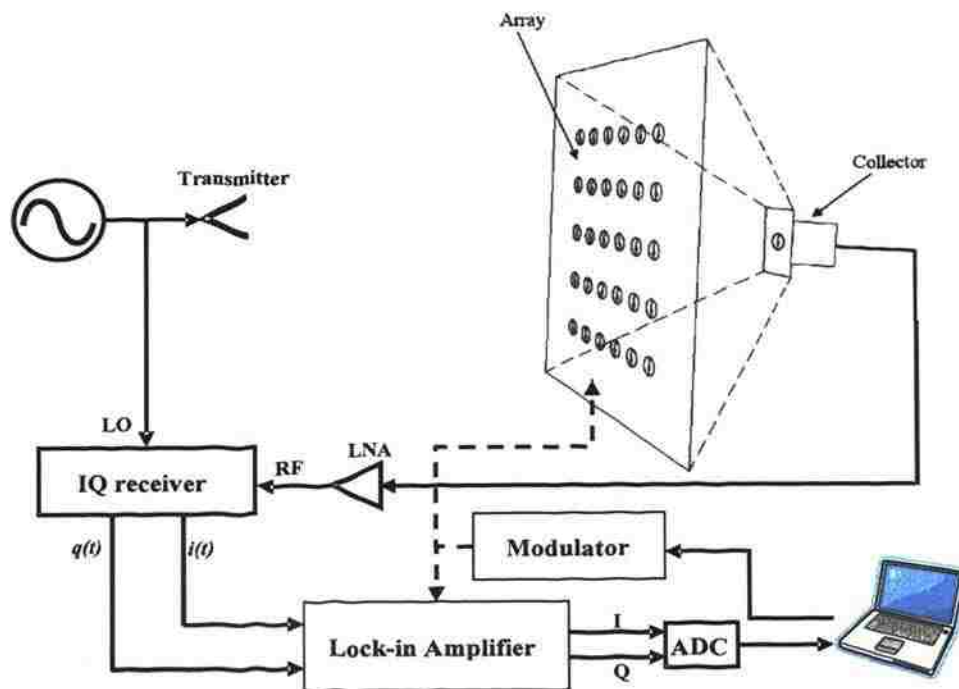 Array
Collector
Transmitter
LO
LNA
RF
IQ receiver
q(t)
i(t)
Modulator
Lock-in Amplifier
I
Q
ADC